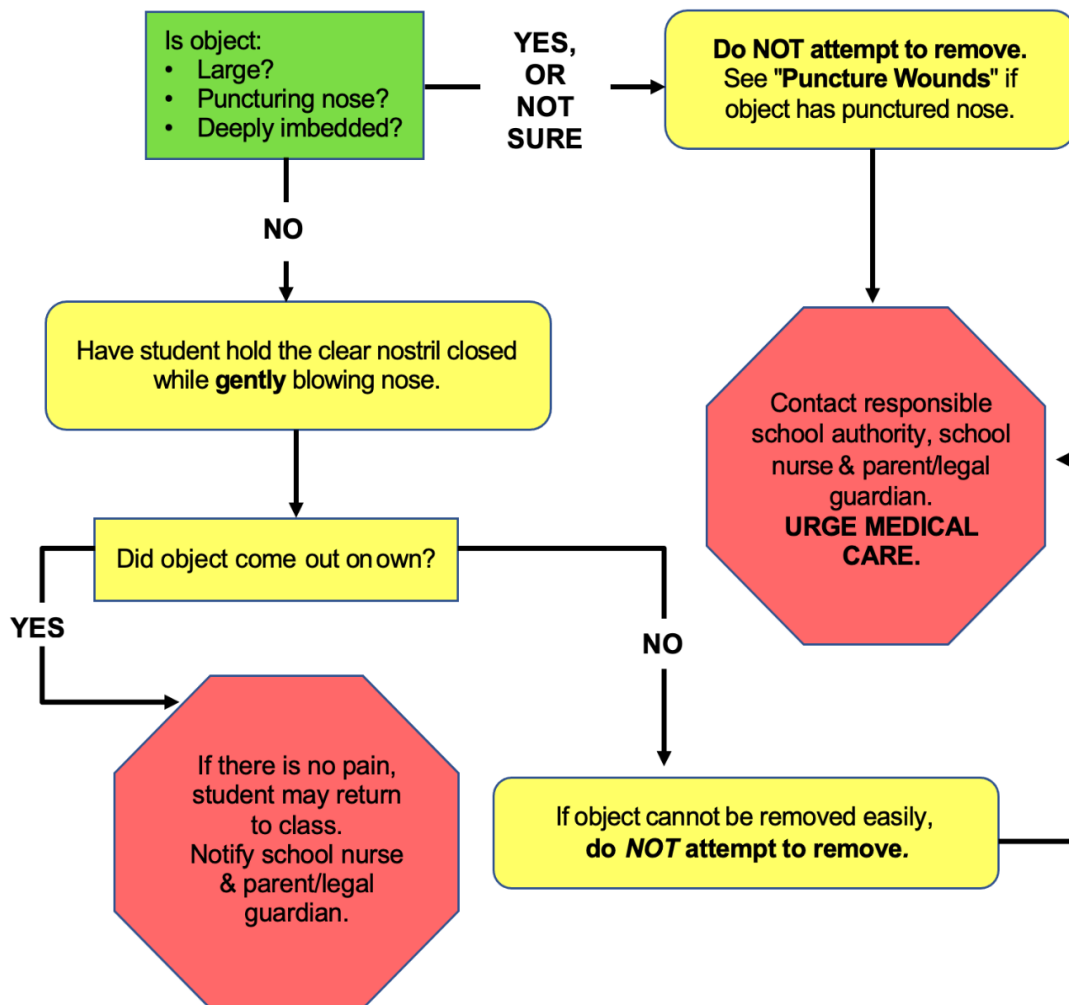 Is object:
• Large?
• Puncturing nose?
• Deeply imbedded?
YES,
OR
NOT
SURE
Do NOT attempt to remove.
See "Puncture Wounds" if
object has punctured nose.
NO
Have student hold the clear nostril closed
while gently blowing nose.
Contact responsible
school authority, school
nurse & parent/legal
guardian.
URGE MEDICAL
CARE.
Did object come out on own?
YES
NO
If there is no pain,
student may return
to class.
Notify school nurse
& parent/legal
guardian.
If object cannot be removed easily,
do NOT attempt to remove.